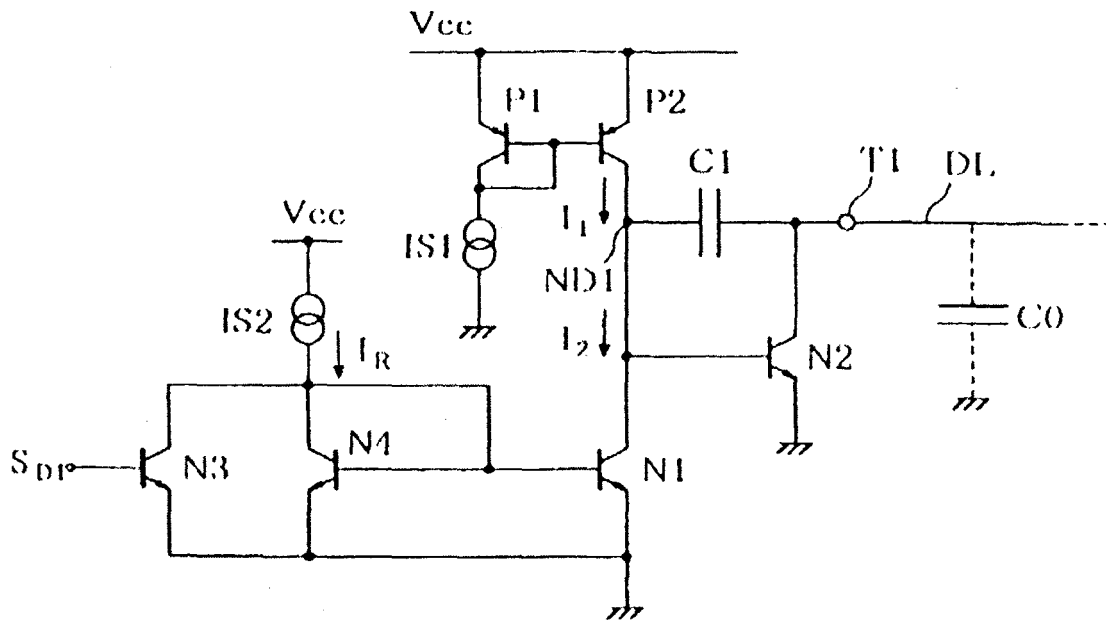 Vcc
P1
P2
C1
T1
DL
Vcc
IS1
I1
ND1
IS2
IR
I2
N2
C0
SD1
N3
N4
N1